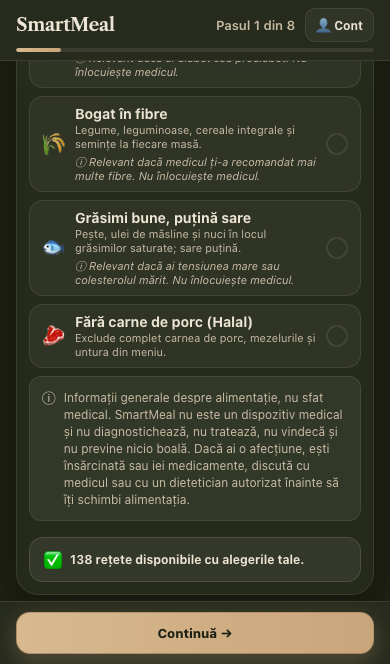 SmartMeal
Pasul 1 din 8
Cont
înlocuiește medicul.
Bogat în fibre
Legume, leguminoase, cereale integrale și
semințe la fiecare masă.
ⓘ Relevant dacă medicul ți-a recomandat mai
multe fibre. Nu înlocuiește medicul.
Grăsimi bune, puțină sare
Pește, ulei de măsline și nuci în locul
grăsimilor saturate; sare puțină.
ⓘ Relevant dacă ai tensiunea mare sau
colesterolul mărit. Nu înlocuiește medicul.
Fără carne de porc (Halal)
Exclude complet carnea de porc, mezelurile și
untura din meniu.
ⓘ Informații generale despre alimentație, nu sfat
medical. SmartMeal nu este un dispozitiv medical
și nu diagnostichează, nu tratează, nu vindecă și
nu previne nicio boală. Dacă ai o afecțiune, ești
însărcinată sau iei medicamente, discută cu
medicul sau cu un dietetician autorizat înainte să
îți schimbi alimentația.
138 rețete disponibile cu alegerile tale.
Continuă →